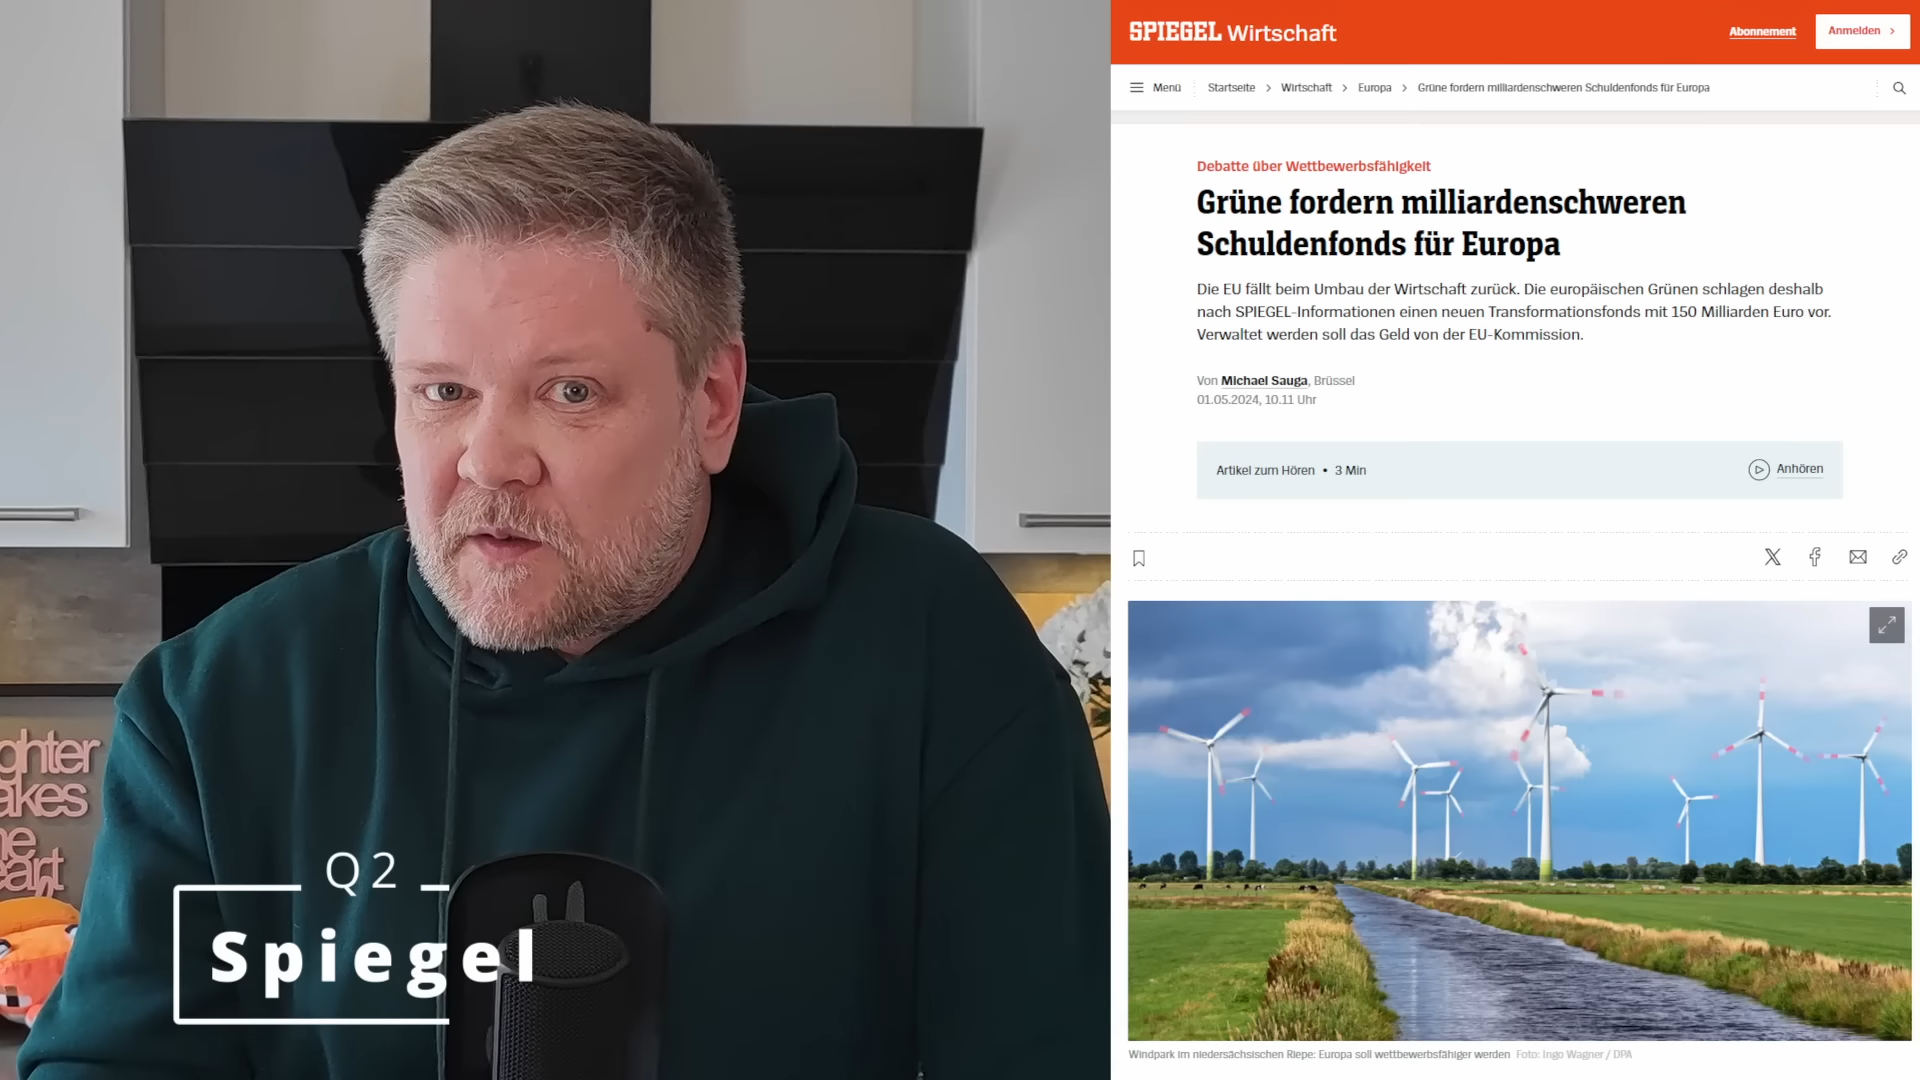 SPIEGEL Wirtschaft
Abonnement
Anmelden
Menü
Startseite > Wirtschaft > Europa > Grüne fordern milliardenschweren Schuldenfonds für Europa
Debatte über Wettbewerbsfähigkeit
Grüne fordern milliardenschweren
Schuldenfonds für Europa
Die EU fällt beim Umbau der Wirtschaft zurück. Die europäischen Grünen schlagen deshalb
nach SPIEGEL-Informationen einen neuen Transformationsfonds mit 150 Milliarden Euro vor.
Verwaltet werden soll das Geld von der EU-Kommission.
Von Michael Sauga, Brüssel
01.05.2024, 10.11 Uhr
Artikel zum Hören • 3 Min
Anhören
Windpark im niedersächsischen Riepe: Europa soll wettbewerbsfähiger werden Foto: Ingo Wagner / DPA
Q2
Spiegel